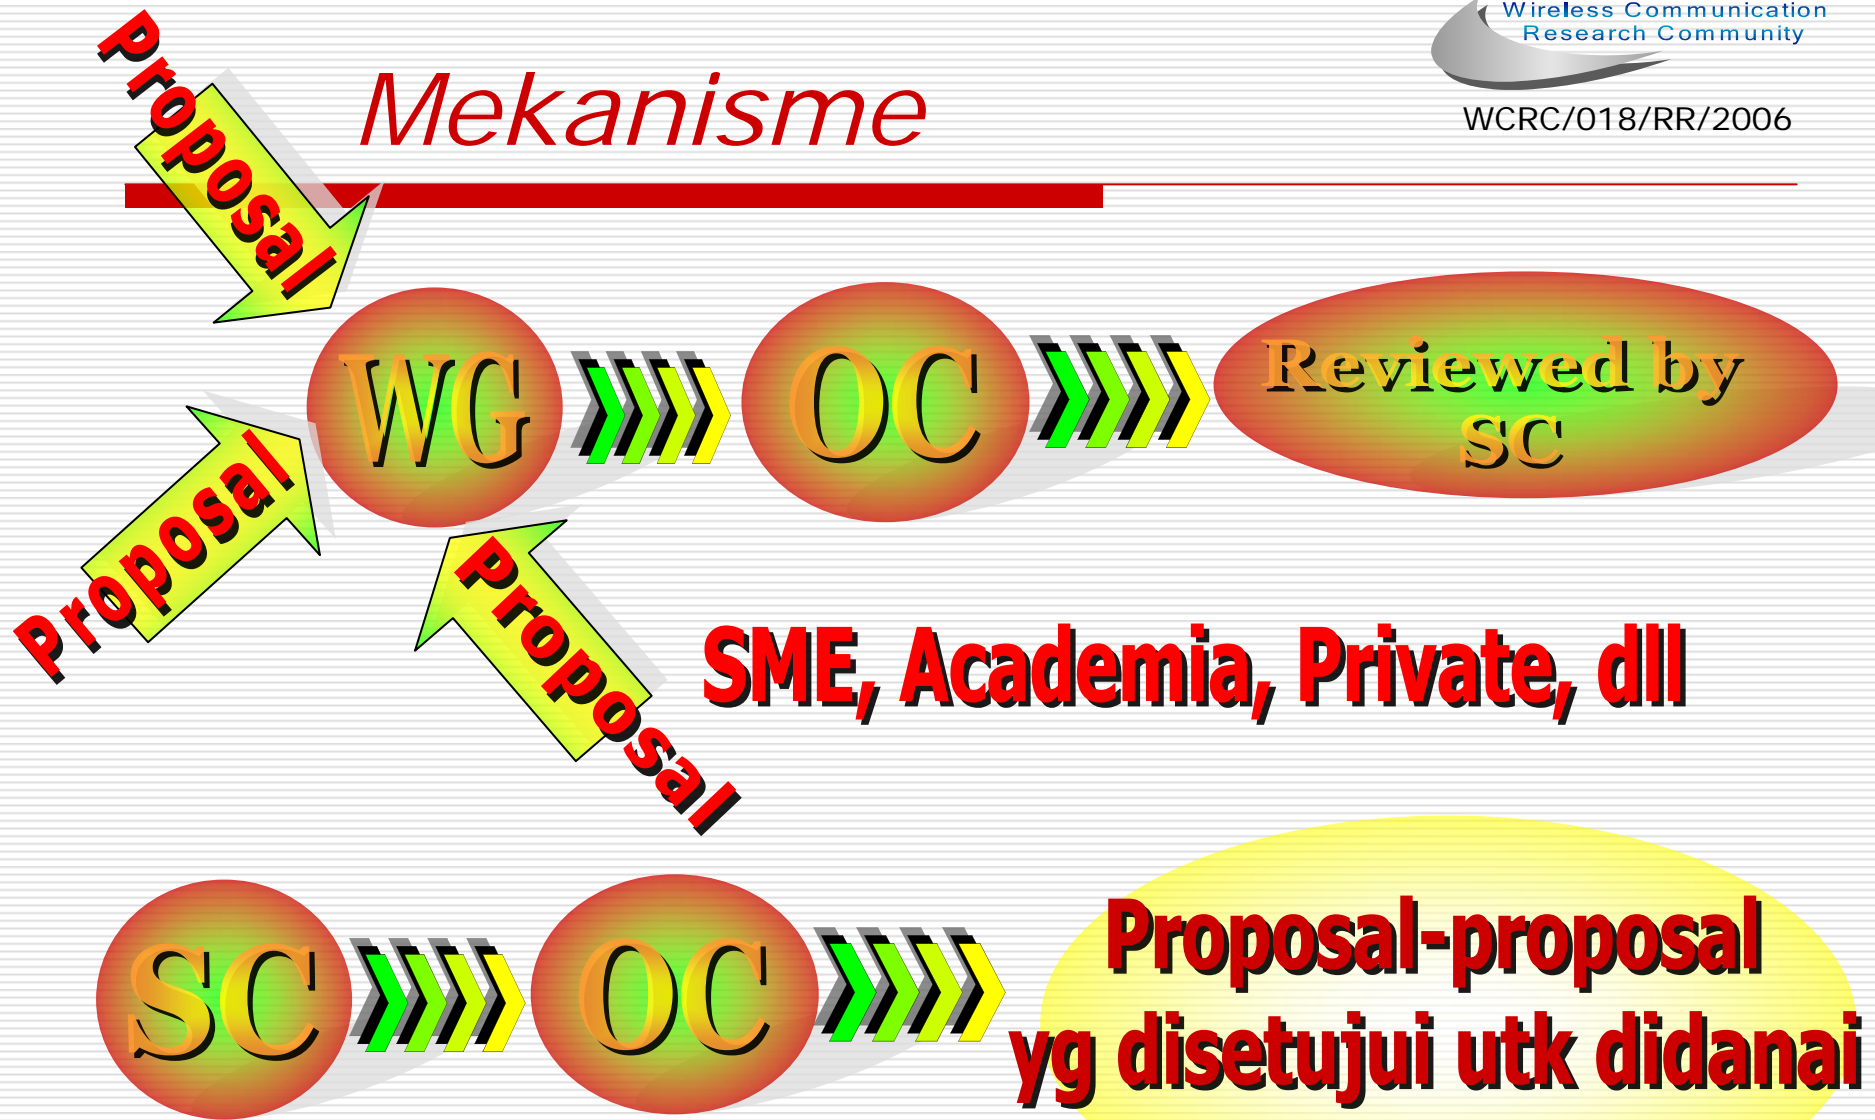 Wireless Communication
Research Community
WCRC/018/RR/2006
Mekanisme
Proposal
Proposal
Proposal
WG
OC
Reviewed by
SC
SME, Academia, Private, dll
SC
OC
Proposal-proposal
yg disetujui utk didanai